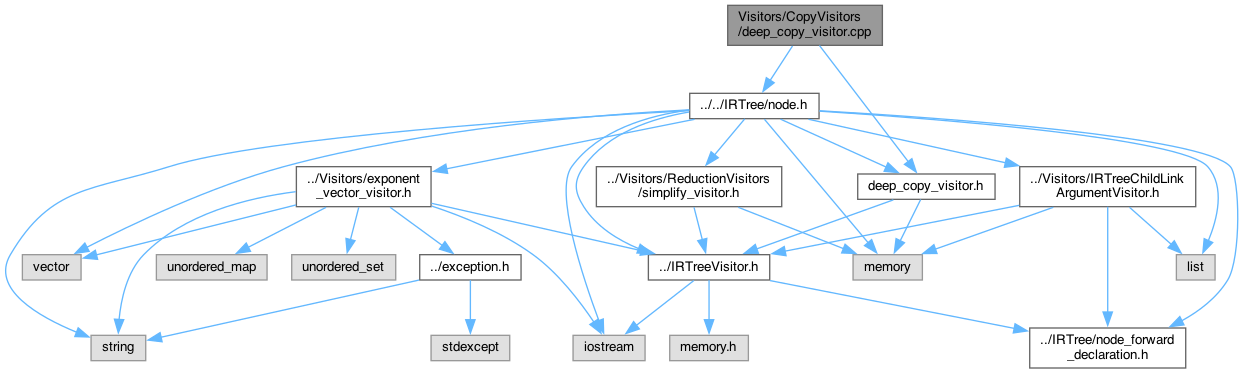 Visitors/CopyVisitors
/deep_copy_visitor.cpp
../../IRTree/node.h
../Visitors/exponent
_vector_visitor.h
../Visitors/ReductionVisitors
/simplify_visitor.h
deep_copy_visitor.h
../Visitors/IRTreeChildLink
ArgumentVisitor.h
vector
unordered_map
unordered_set
../exception.h
../IRTreeVisitor.h
memory
list
string
stdexcept
iostream
memory.h
../IRTree/node_forward
_declaration.h